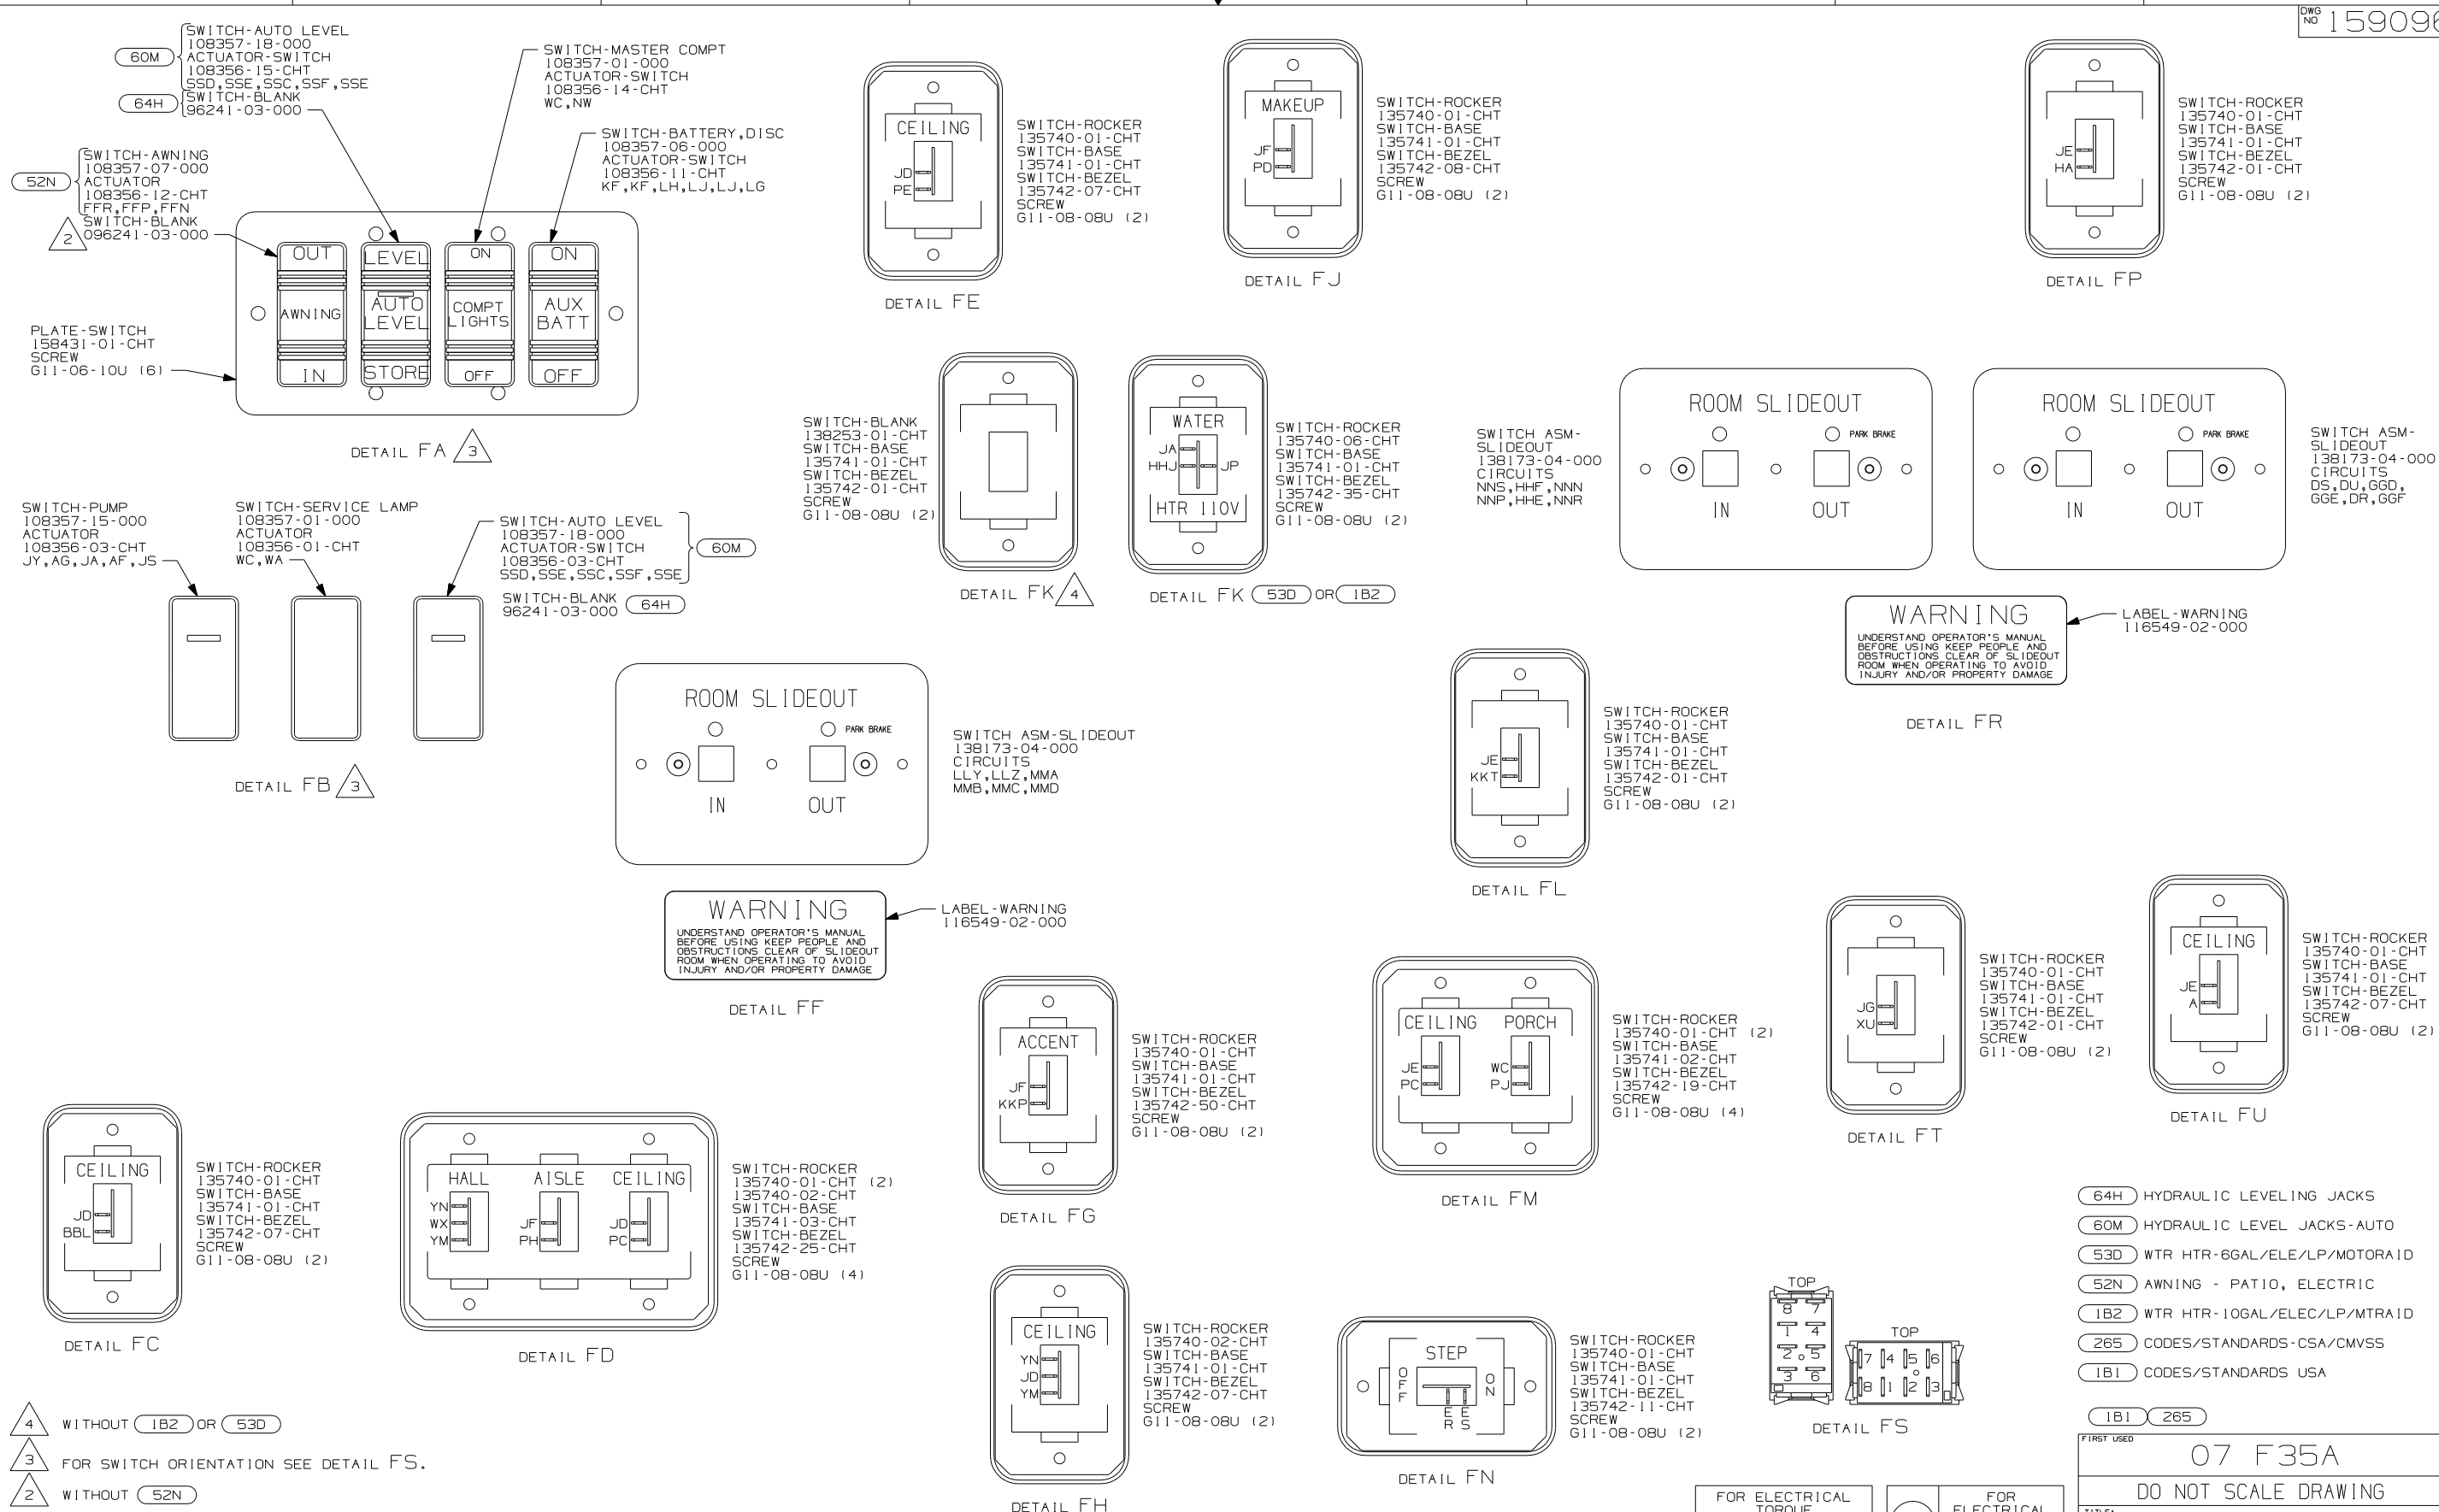 DWG NO 159096
SWITCH-AUTO LEVEL
108357-18-000
ACTUATOR-SWITCH
108356-15-CHT
SSD,SSE,SSC,SSF,SSE
60M
SWITCH-BLANK
96241-03-000
64H
SWITCH-MASTER COMPT
108357-01-000
ACTUATOR-SWITCH
108356-14-CHT
WC,NW
SWITCH-BATTERY,DISC
108357-06-000
ACTUATOR-SWITCH
108356-11-CHT
KF,KF,LH,LJ,LJ,LG
SWITCH-AWNING
108357-07-000
ACTUATOR
108356-12-CHT
FFR,FFP,FFN
52N
SWITCH-BLANK
096241-03-000
2
PLATE-SWITCH
158431-01-CHT
SCREW
G11-06-10U (6)
OUT
AWNING
IN
LEVEL
AUTO
LEVEL
STORE
ON
COMPT
LIGHTS
OFF
ON
AUX
BATT
OFF
DETAIL FA 3
CEILING
JD
PE
SWITCH-ROCKER
135740-01-CHT
SWITCH-BASE
135741-01-CHT
SWITCH-BEZEL
135742-07-CHT
SCREW
G11-08-08U (2)
DETAIL FE
MAKEUP
JF
PD
SWITCH-ROCKER
135740-01-CHT
SWITCH-BASE
135741-01-CHT
SWITCH-BEZEL
135742-08-CHT
SCREW
G11-08-08U (2)
DETAIL FJ
JE
HA
SWITCH-ROCKER
135740-01-CHT
SWITCH-BASE
135741-01-CHT
SWITCH-BEZEL
135742-01-CHT
SCREW
G11-08-08U (2)
DETAIL FP
SWITCH-BLANK
138253-01-CHT
SWITCH-BASE
135741-01-CHT
SWITCH-BEZEL
135742-01-CHT
SCREW
G11-08-08U (2)
DETAIL FK 4
WATER
JA
HHJ
JP
HTR 110V
SWITCH-ROCKER
135740-06-CHT
SWITCH-BASE
135741-01-CHT
SWITCH-BEZEL
135742-35-CHT
SCREW
G11-08-08U (2)
DETAIL FK 53D OR 1B2
SWITCH ASM-
SLIDEOUT
138173-04-000
CIRCUITS
NNS,HHF,NNN
NNP,HHE,NNR
ROOM SLIDEOUT
PARK BRAKE
IN OUT
ROOM SLIDEOUT
PARK BRAKE
IN OUT
SWITCH ASM-
SLIDEOUT
138173-04-000
CIRCUITS
DS,DU,GGD,
GGE,DR,GGF
WARNING
UNDERSTAND OPERATOR'S MANUAL
BEFORE USING KEEP PEOPLE AND
OBSTRUCTIONS CLEAR OF SLIDEOUT
ROOM WHEN OPERATING TO AVOID
INJURY AND/OR PROPERTY DAMAGE
LABEL-WARNING
116549-02-000
DETAIL FR
SWITCH-PUMP
108357-15-000
ACTUATOR
108356-03-CHT
JY,AG,JA,AF,JS
SWITCH-SERVICE LAMP
108357-01-000
ACTUATOR
108356-01-CHT
WC,WA
SWITCH-AUTO LEVEL
108357-18-000
ACTUATOR-SWITCH
108356-03-CHT
SSD,SSE,SSC,SSF,SSE
60M
SWITCH-BLANK
96241-03-000
64H
DETAIL FB 3
ROOM SLIDEOUT
PARK BRAKE
IN OUT
SWITCH ASM-SLIDEOUT
138173-04-000
CIRCUITS
LLY,LLZ,MMA
MMB,MMC,MMD
WARNING
UNDERSTAND OPERATOR'S MANUAL
BEFORE USING KEEP PEOPLE AND
OBSTRUCTIONS CLEAR OF SLIDEOUT
ROOM WHEN OPERATING TO AVOID
INJURY AND/OR PROPERTY DAMAGE
LABEL-WARNING
116549-02-000
DETAIL FF
JE
KKT
SWITCH-ROCKER
135740-01-CHT
SWITCH-BASE
135741-01-CHT
SWITCH-BEZEL
135742-01-CHT
SCREW
G11-08-08U (2)
DETAIL FL
ACCENT
JF
KKP
SWITCH-ROCKER
135740-01-CHT
SWITCH-BASE
135741-01-CHT
SWITCH-BEZEL
135742-50-CHT
SCREW
G11-08-08U (2)
DETAIL FG
CEILING PORCH
JE
PC
WC
PJ
SWITCH-ROCKER
135740-01-CHT (2)
SWITCH-BASE
135741-02-CHT
SWITCH-BEZEL
135742-19-CHT
SCREW
G11-08-08U (4)
DETAIL FM
JG
XU
SWITCH-ROCKER
135740-01-CHT
SWITCH-BASE
135741-01-CHT
SWITCH-BEZEL
135742-01-CHT
SCREW
G11-08-08U (2)
DETAIL FT
CEILING
JE
A
SWITCH-ROCKER
135740-01-CHT
SWITCH-BASE
135741-01-CHT
SWITCH-BEZEL
135742-07-CHT
SCREW
G11-08-08U (2)
DETAIL FU
CEILING
JD
BBL
SWITCH-ROCKER
135740-01-CHT
SWITCH-BASE
135741-01-CHT
SWITCH-BEZEL
135742-07-CHT
SCREW
G11-08-08U (2)
DETAIL FC
HALL AISLE CEILING
YN
WX
YM
JF
PH
JD
PC
SWITCH-ROCKER
135740-01-CHT (2)
135740-02-CHT
SWITCH-BASE
135741-03-CHT
SWITCH-BEZEL
135742-25-CHT
SCREW
G11-08-08U (4)
DETAIL FD
CEILING
YN
JD
YM
SWITCH-ROCKER
135740-02-CHT
SWITCH-BASE
135741-01-CHT
SWITCH-BEZEL
135742-07-CHT
SCREW
G11-08-08U (2)
DETAIL FH
STEP
OFF
ON
ER ES
SWITCH-ROCKER
135740-01-CHT
SWITCH-BASE
135741-01-CHT
SWITCH-BEZEL
135742-11-CHT
SCREW
G11-08-08U (2)
DETAIL FN
TOP
8 7
1 4
2 5
3 6
TOP
7 4 5 6
8 1 2 3
DETAIL FS
64H HYDRAULIC LEVELING JACKS
60M HYDRAULIC LEVEL JACKS-AUTO
53D WTR HTR-6GAL/ELE/LP/MOTORAID
52N AWNING - PATIO, ELECTRIC
1B2 WTR HTR-10GAL/ELEC/LP/MTRAID
265 CODES/STANDARDS-CSA/CMVSS
1B1 CODES/STANDARDS USA
1B1 265
4 WITHOUT 1B2 OR 53D
3 FOR SWITCH ORIENTATION SEE DETAIL FS.
2 WITHOUT 52N
FOR ELECTRICAL
TORQUE
FOR
ELECTRICAL
FIRST USED
07 F35A
DO NOT SCALE DRAWING